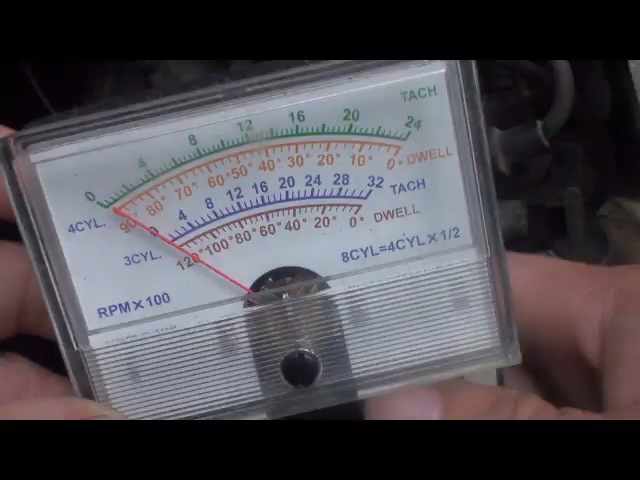 TACH
0 4 8 12 16 20 24
4CYL. 90° 80° 70° 60° 50° 40° 30° 20° 10° 0° DWELL
0 4 8 12 16 20 24 28 32 TACH
3CYL. 120° 100° 80° 60° 40° 20° 0° DWELL
8CYL=4CYL X 1/2
RPM X 100